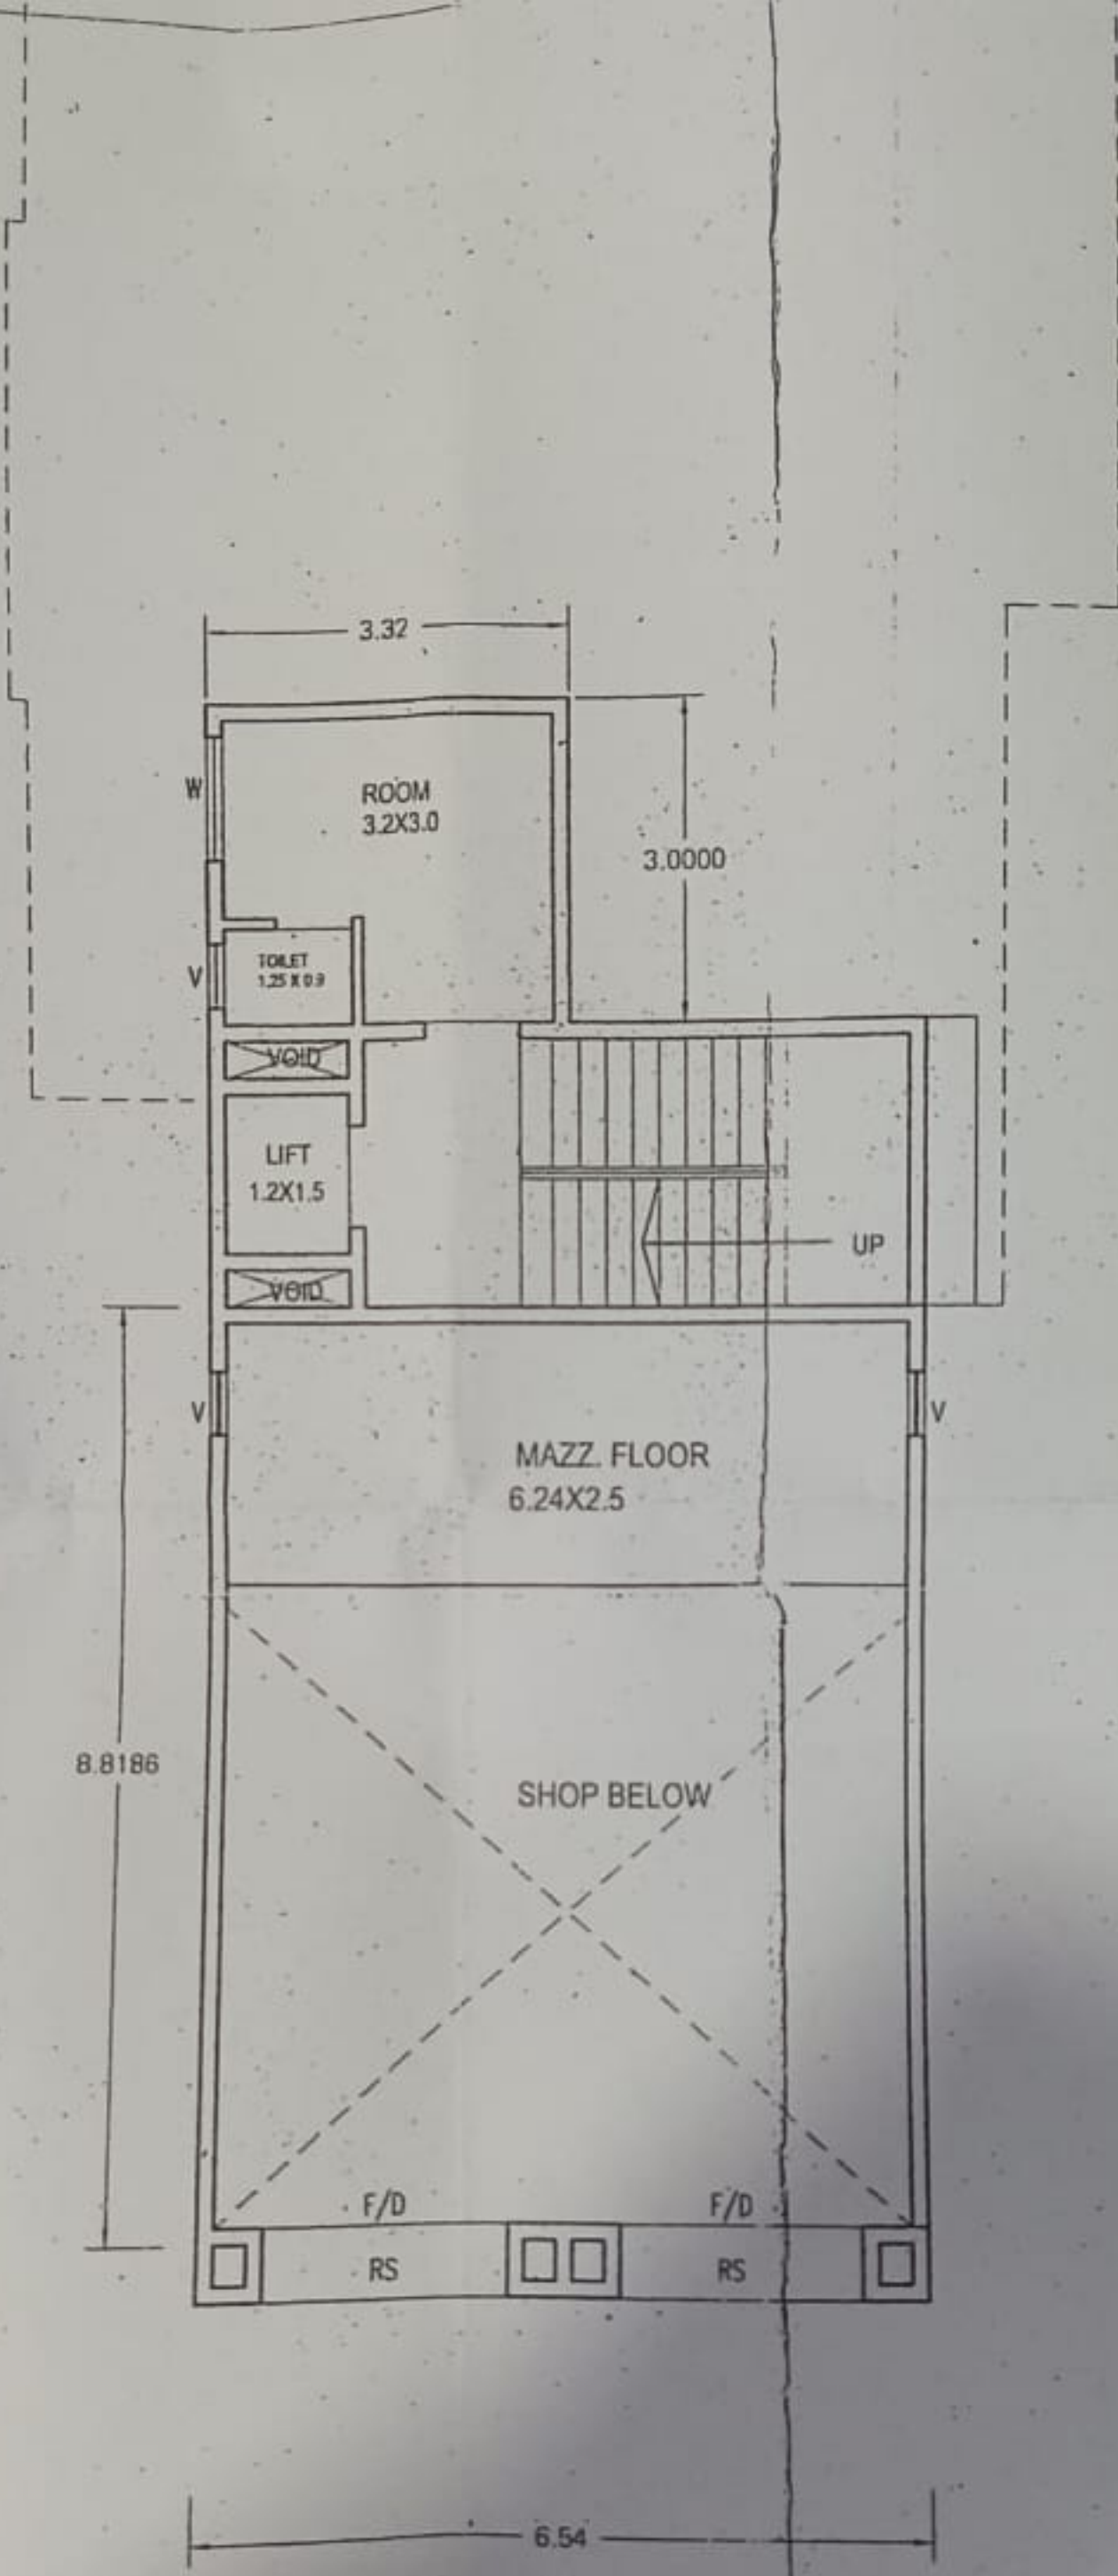 3.32
W
ROOM
3.2X3.0
3.0000
V
TOILET
1.25 X 0.9
VOID
LIFT
1.2X1.5
UP
VOID
V
V
MAZZ. FLOOR
6.24X2.5
8.8186
SHOP BELOW
F/D
F/D
RS
RS
6.54